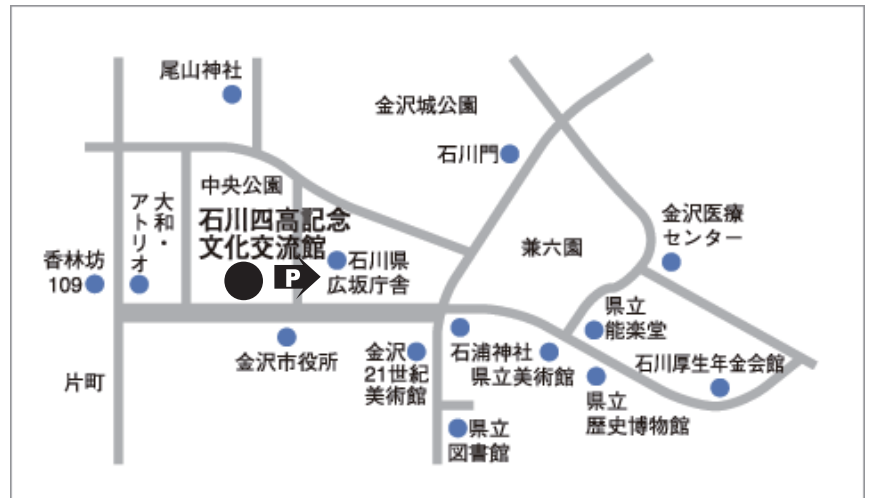 尾山神社
金沢城公園
石川門
中央公園
大和・
アトリオ
石川四高記念
文化交流館
P
石川県
広坂庁舎
兼六園
金沢医療
センター
香林坊
109
県立
能楽堂
金沢市役所
金沢
21世紀
美術館
石浦神社
県立美術館
石川厚生年金会館
片町
県立
歴史博物館
県立
図書館